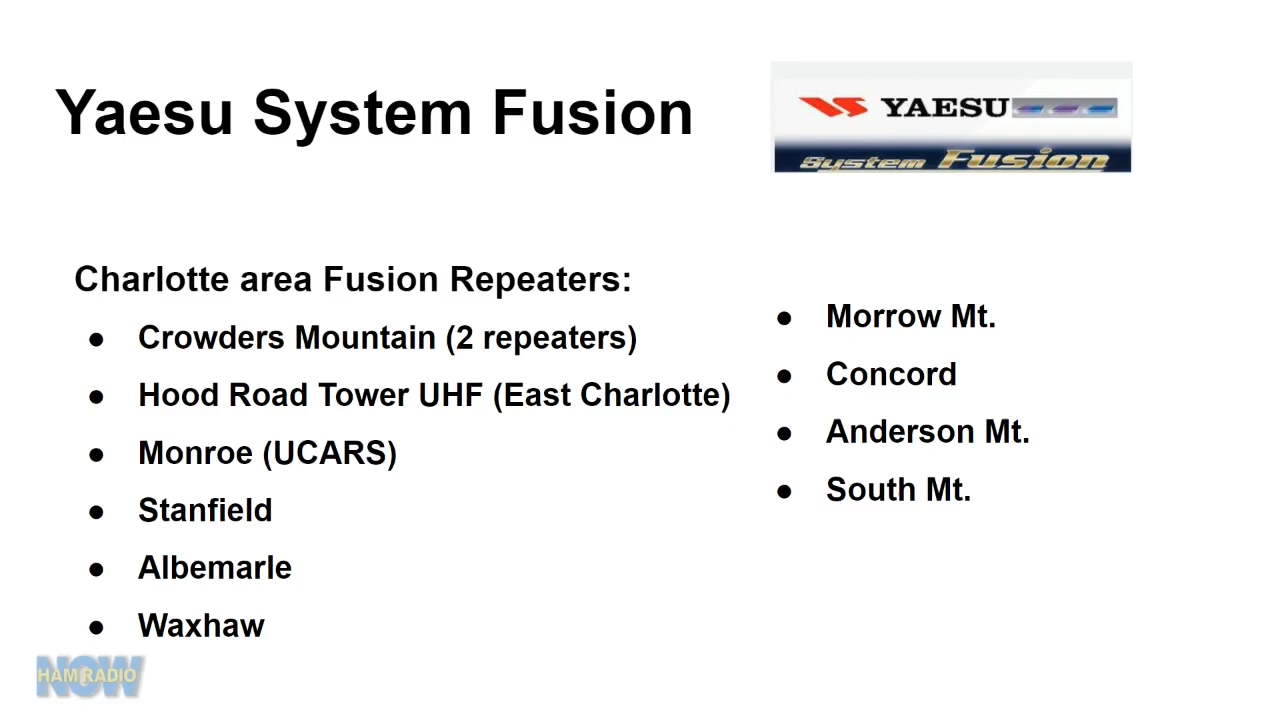 Yaesu System Fusion
YAESU
System Fusion
Charlotte area Fusion Repeaters:
● Crowders Mountain (2 repeaters)
● Hood Road Tower UHF (East Charlotte)
● Monroe (UCARS)
● Stanfield
● Albemarle
● Waxhaw
● Morrow Mt.
● Concord
● Anderson Mt.
● South Mt.
HAM RADIO
NOW